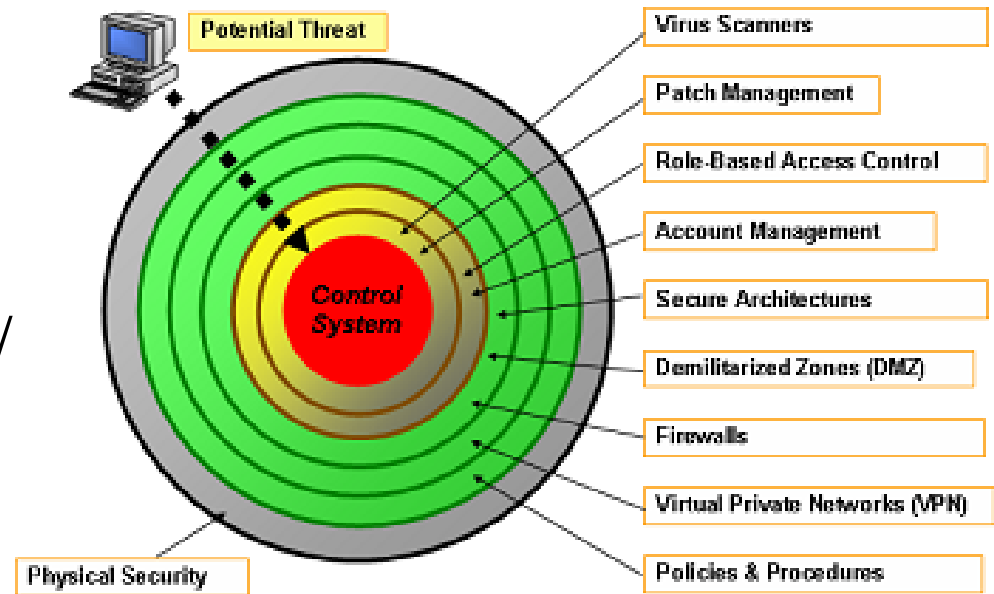 Potential Threat
Virus Scanners
Patch Management
Role-Based Access Control
Account Management
Control
System
Secure Architectures
/
Demilitarized Zones (DMZ)
Firewalls
Virtual Private Networks (VPN)
Physical Security
Policies & Procedures